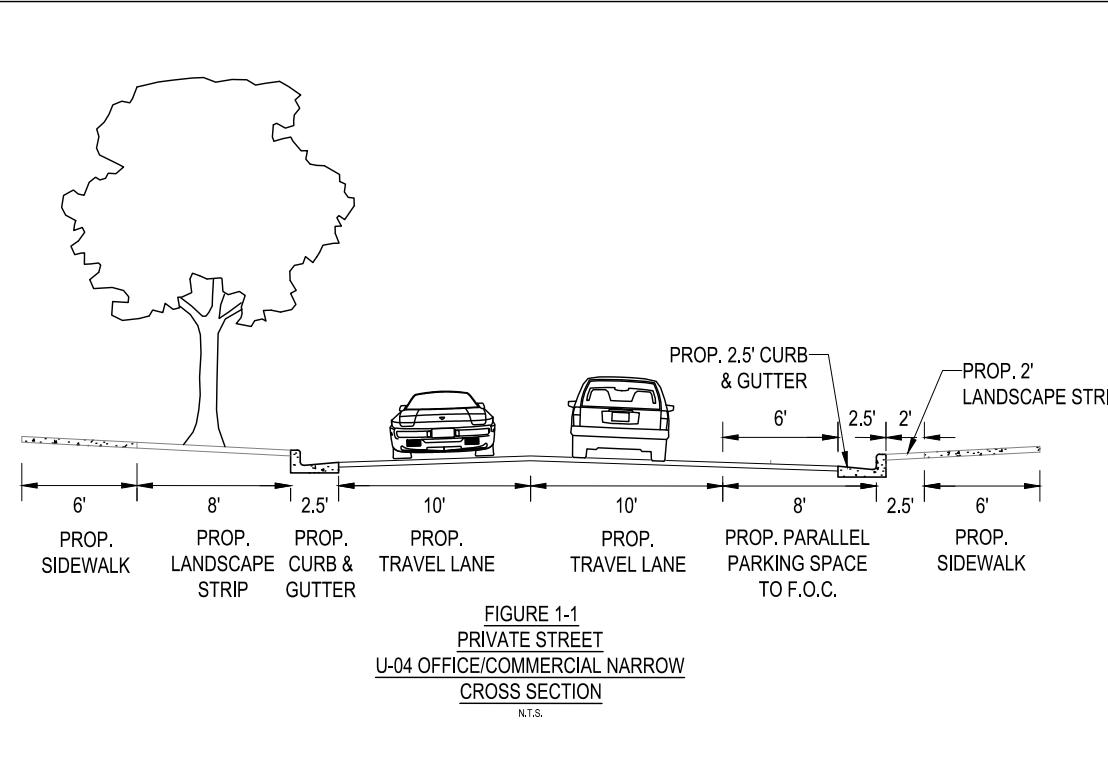 PROP. 2.5' CURB
& GUTTER
PROP. 2'
LANDSCAPE
6' 2.5' 2'
6' 8' 2.5' 10' 10' 8' 2.5' 6'
PROP.
SIDEWALK
PROP.
LANDSCAPE
STRIP
PROP.
CURB &
GUTTER
PROP.
TRAVEL LANE
PROP.
TRAVEL LANE
PROP. PARALLEL
PARKING SPACE
TO F.O.C.
PROP.
SIDEWALK
FIGURE 1-1
PRIVATE STREET
U-04 OFFICE/COMMERCIAL NARROW
CROSS SECTION
N.T.S.